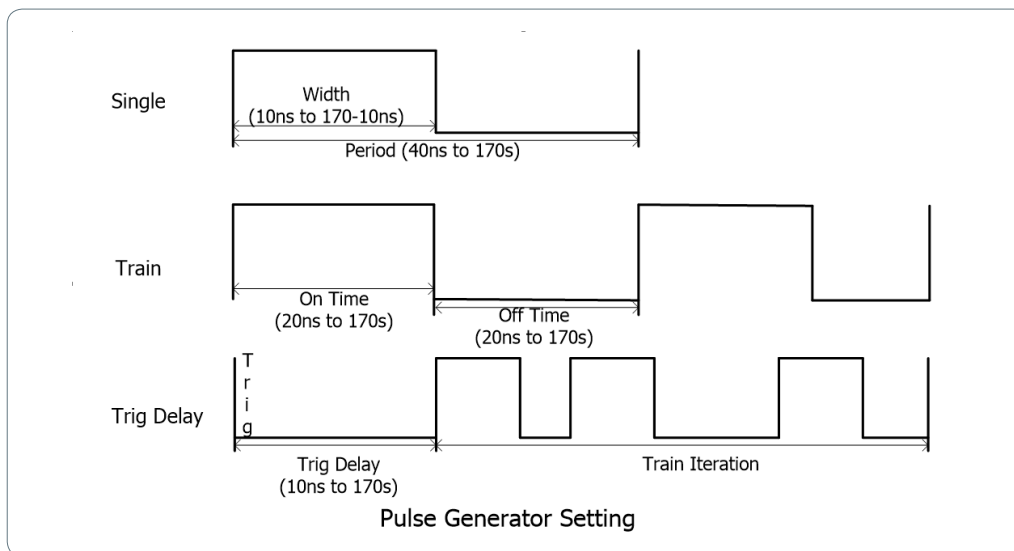 Single
Width
(10ns to 170-10ns)
Period (40ns to 170s)
Train
On Time
(20ns to 170s)
Off Time
(20ns to 170s)
Trig
Trig Delay
Trig Delay
(10ns to 170s)
Train Iteration
Pulse Generator Setting